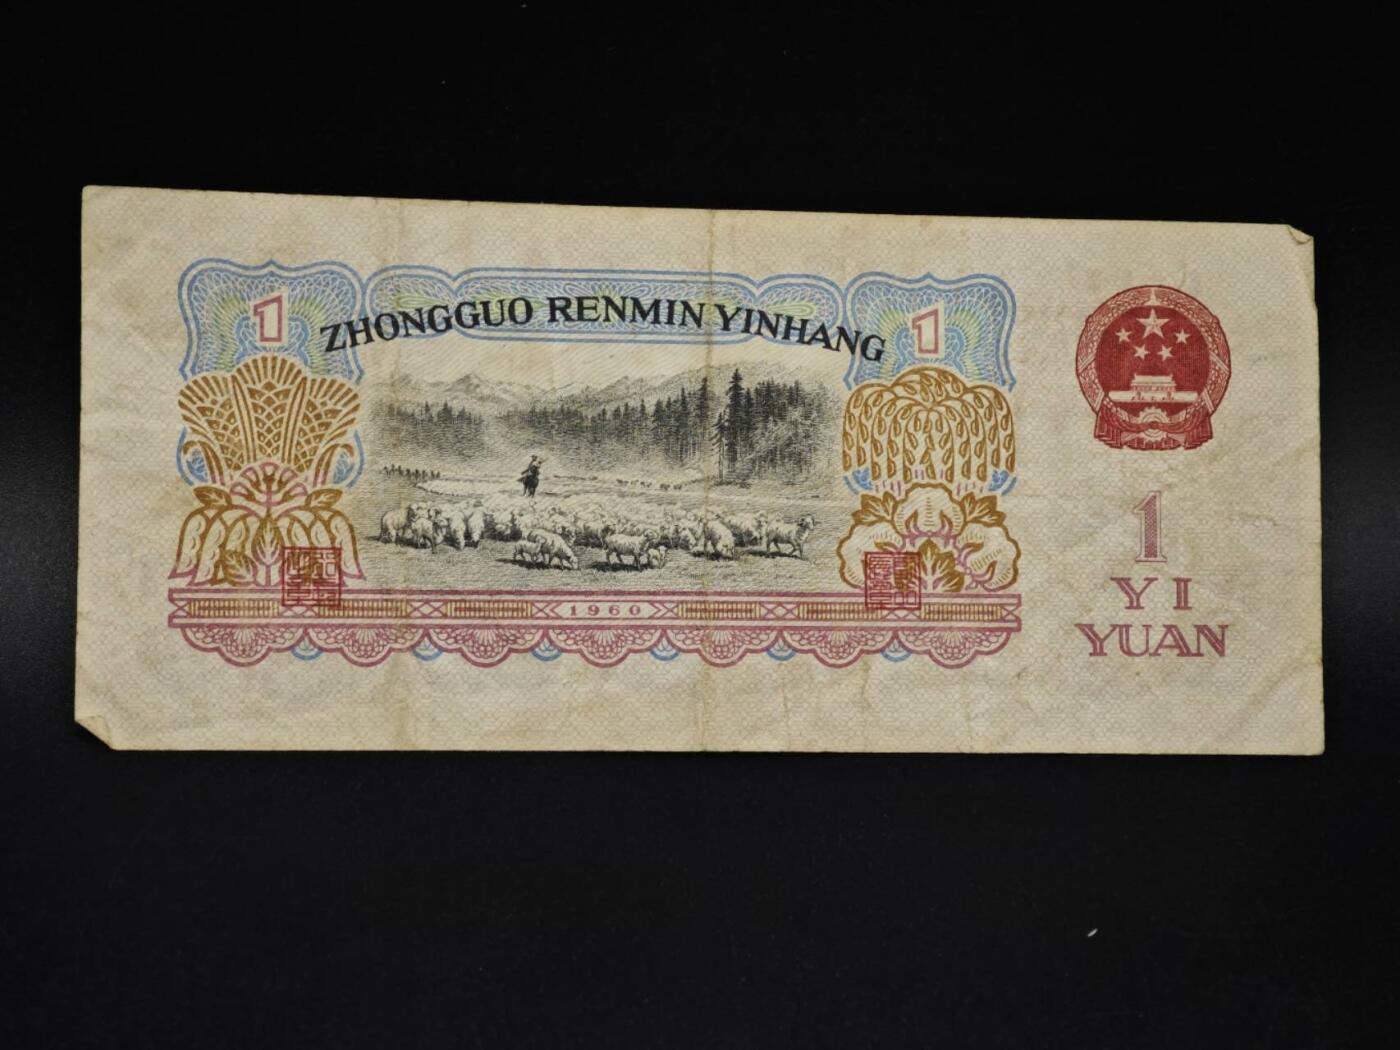 1
1
ZHONGGUO RENMIN YINHANG
1960
1
YI
YUAN